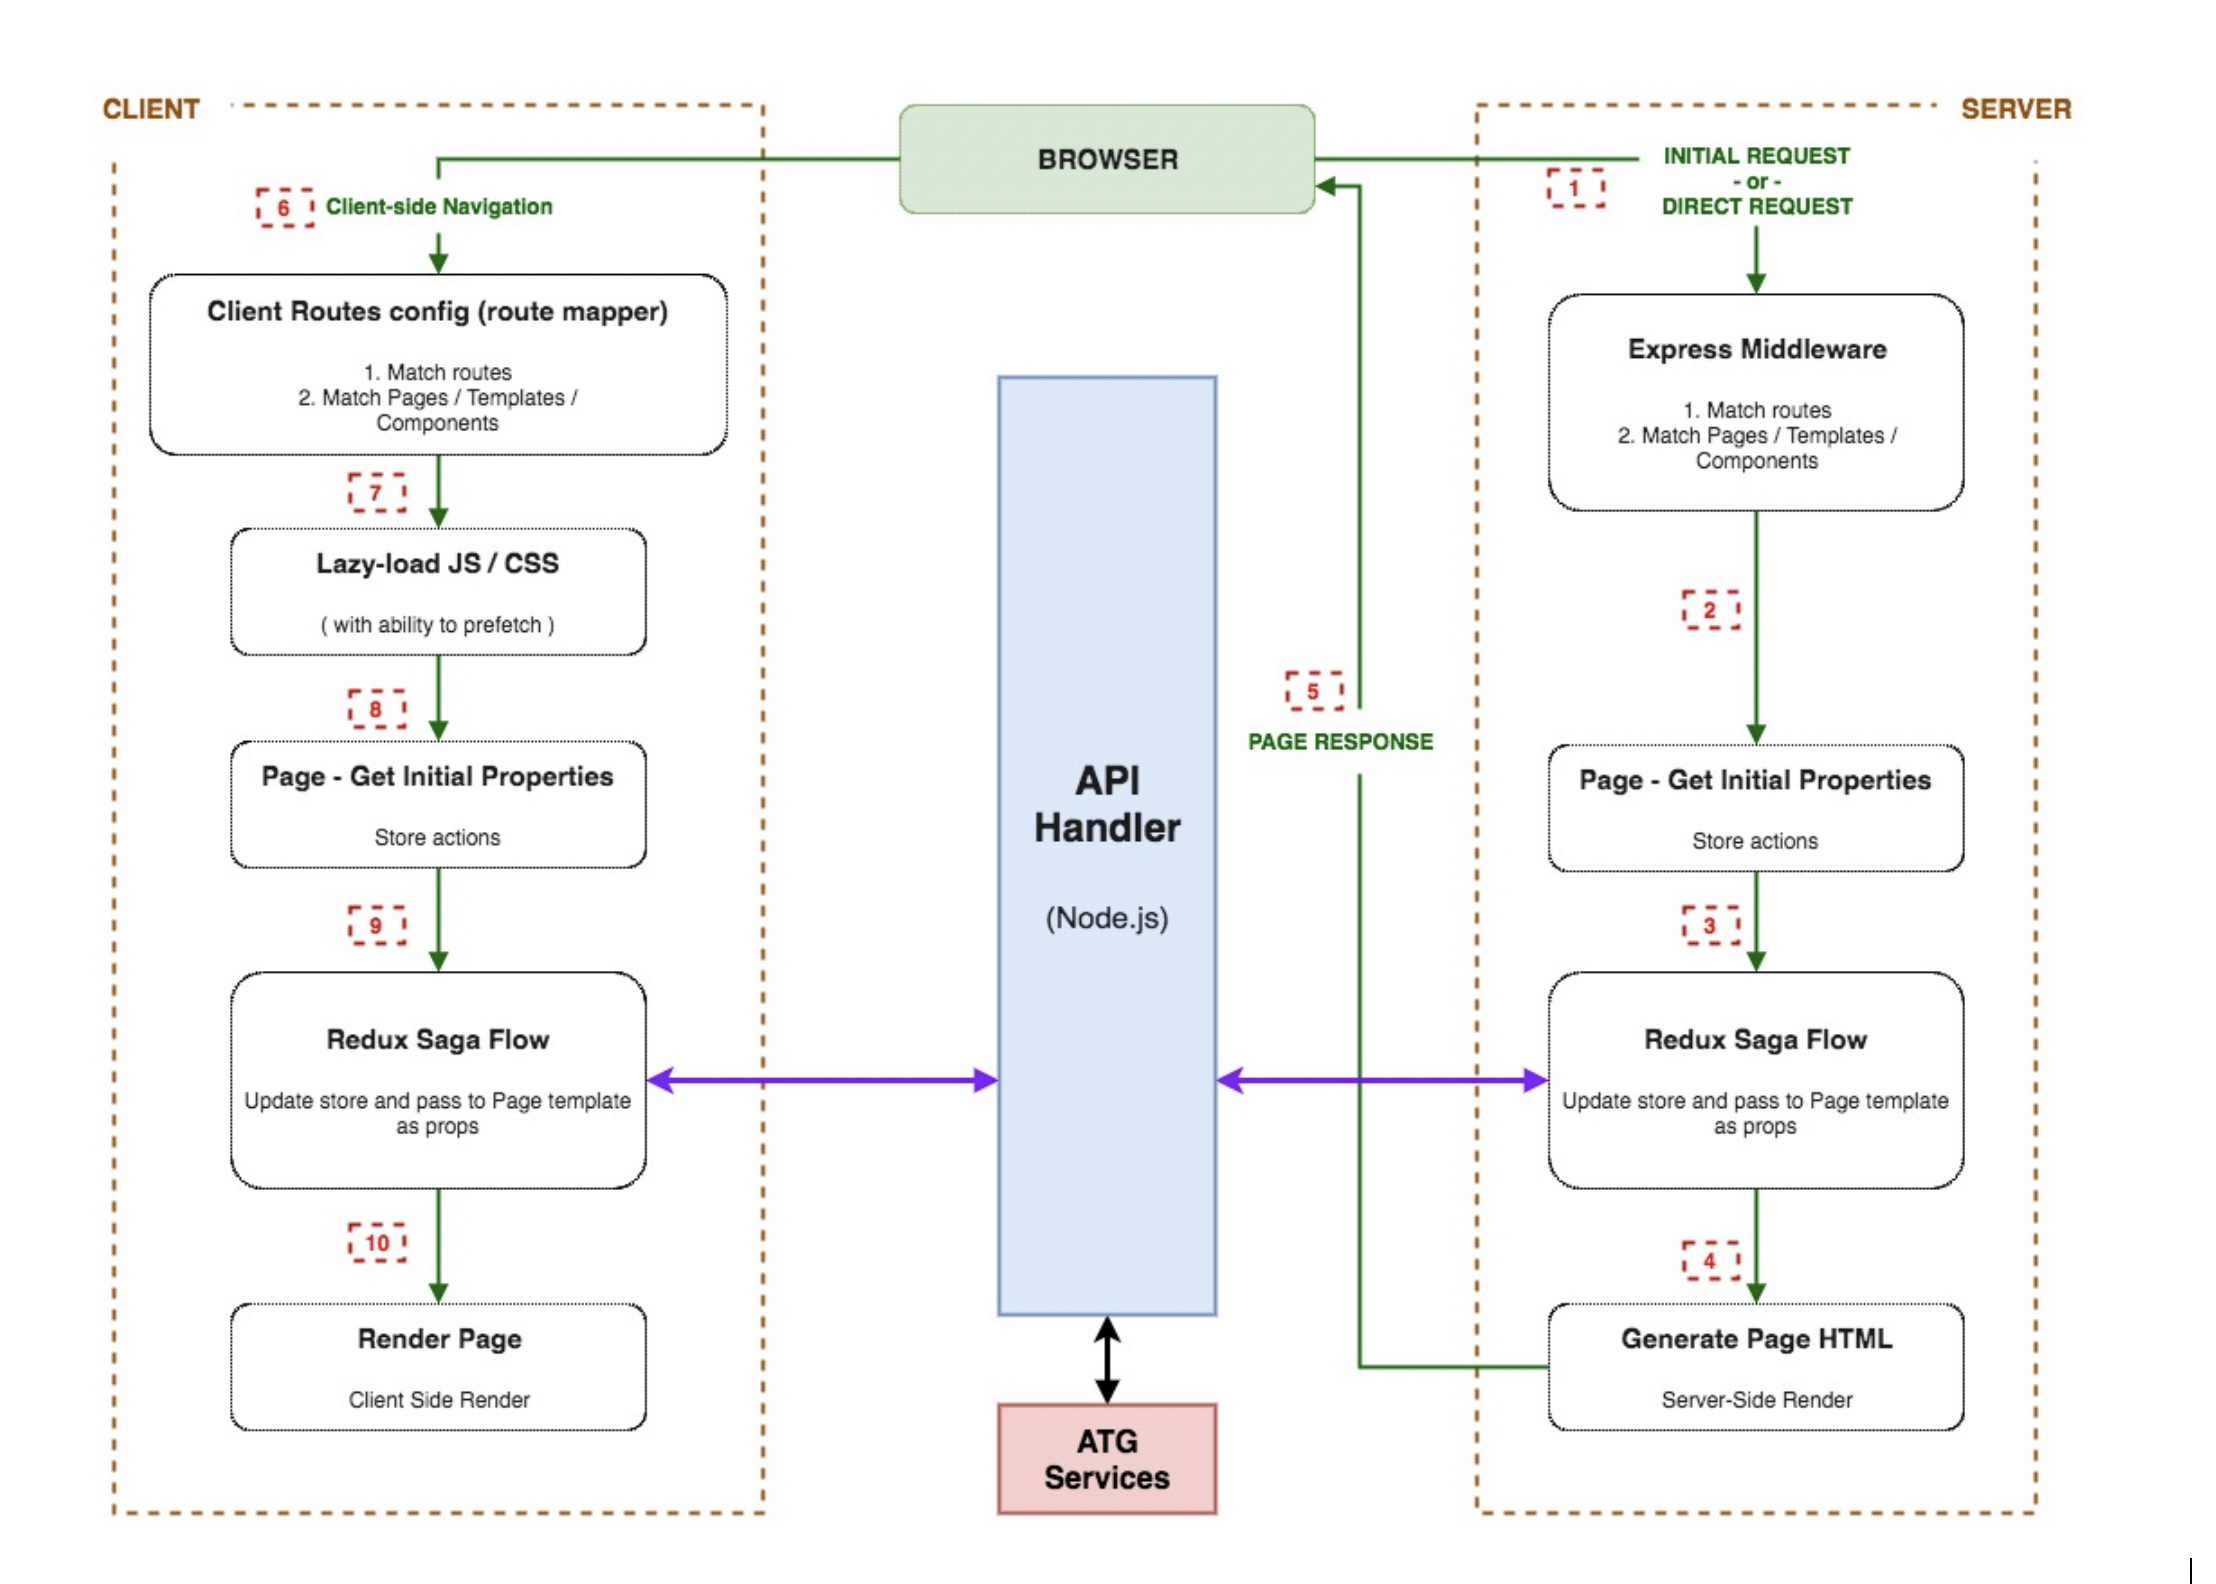 CLIENT
SERVER
BROWSER
INITIAL REQUEST
- or -
DIRECT REQUEST
1
6
Client-side Navigation
Client Routes config (route mapper)
1. Match routes
2. Match Pages / Templates /
Components
7
Lazy-load JS / CSS
( with ability to prefetch )
8
Page - Get Initial Properties
Store actions
9
Redux Saga Flow
Update store and pass to Page template
as props
10
Render Page
Client Side Render
API
Handler
(Node.js)
ATG
Services
5
PAGE RESPONSE
Express Middleware
1. Match routes
2. Match Pages / Templates /
Components
2
Page - Get Initial Properties
Store actions
3
Redux Saga Flow
Update store and pass to Page template
as props
4
Generate Page HTML
Server-Side Render